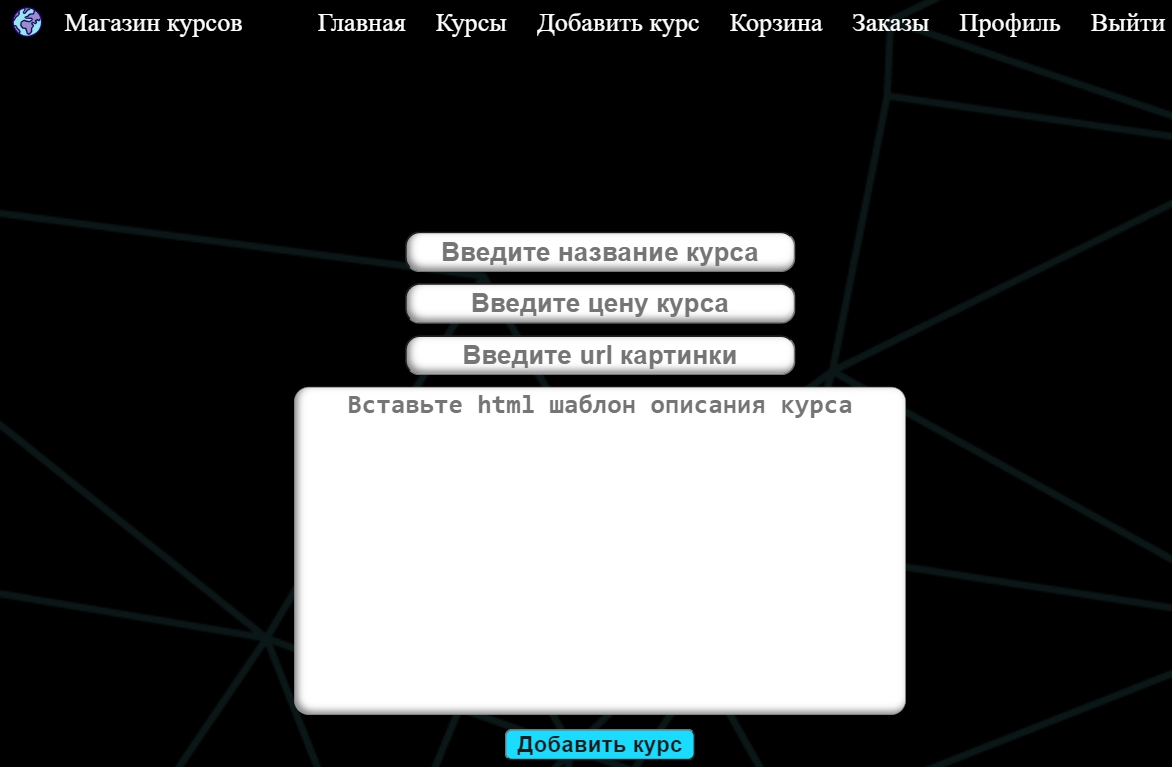 Магазин курсов Главная Курсы Добавить курс Корзина Заказы Профиль Выйти
Введите название курса
Введите цену курса
Введите url картинки
Вставьте html шаблон описания курса
Добавить курс